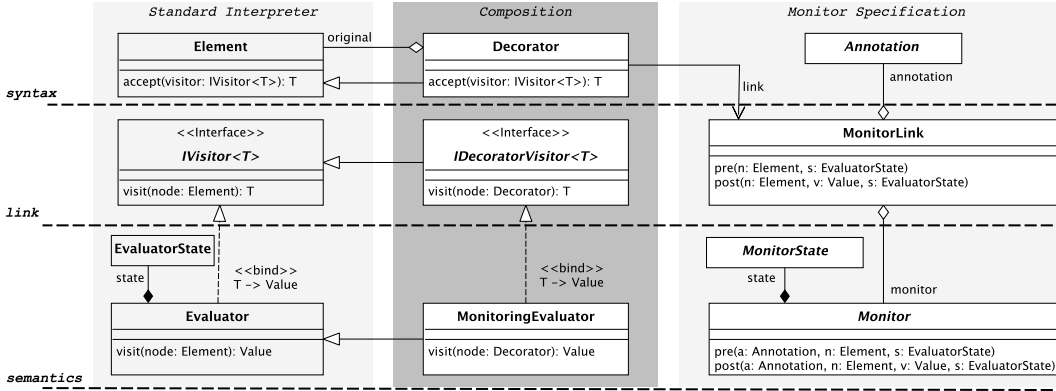 Standard Interpreter
Composition
Monitor Specification
Element
original
Decorator
Annotation
accept(visitor: IVisitor<T>): T
accept(visitor: IVisitor<T>): T
annotation
link
syntax
<<Interface>>
IVisitor<T>
visit(node: Element): T
<<Interface>>
IDecoratorVisitor<T>
visit(node: Decorator): T
MonitorLink
pre(n: Element, s: EvaluatorState)
post(n: Element, v: Value, s: EvaluatorState)
link
EvaluatorState
state
<<bind>>
T -> Value
<<bind>>
T -> Value
MonitorState
state
monitor
Evaluator
visit(node: Element): Value
MonitoringEvaluator
visit(node: Decorator): Value
Monitor
pre(a: Annotation, n: Element, s: EvaluatorState)
post(a: Annotation, n: Element, v: Value, s: EvaluatorState)
semantics